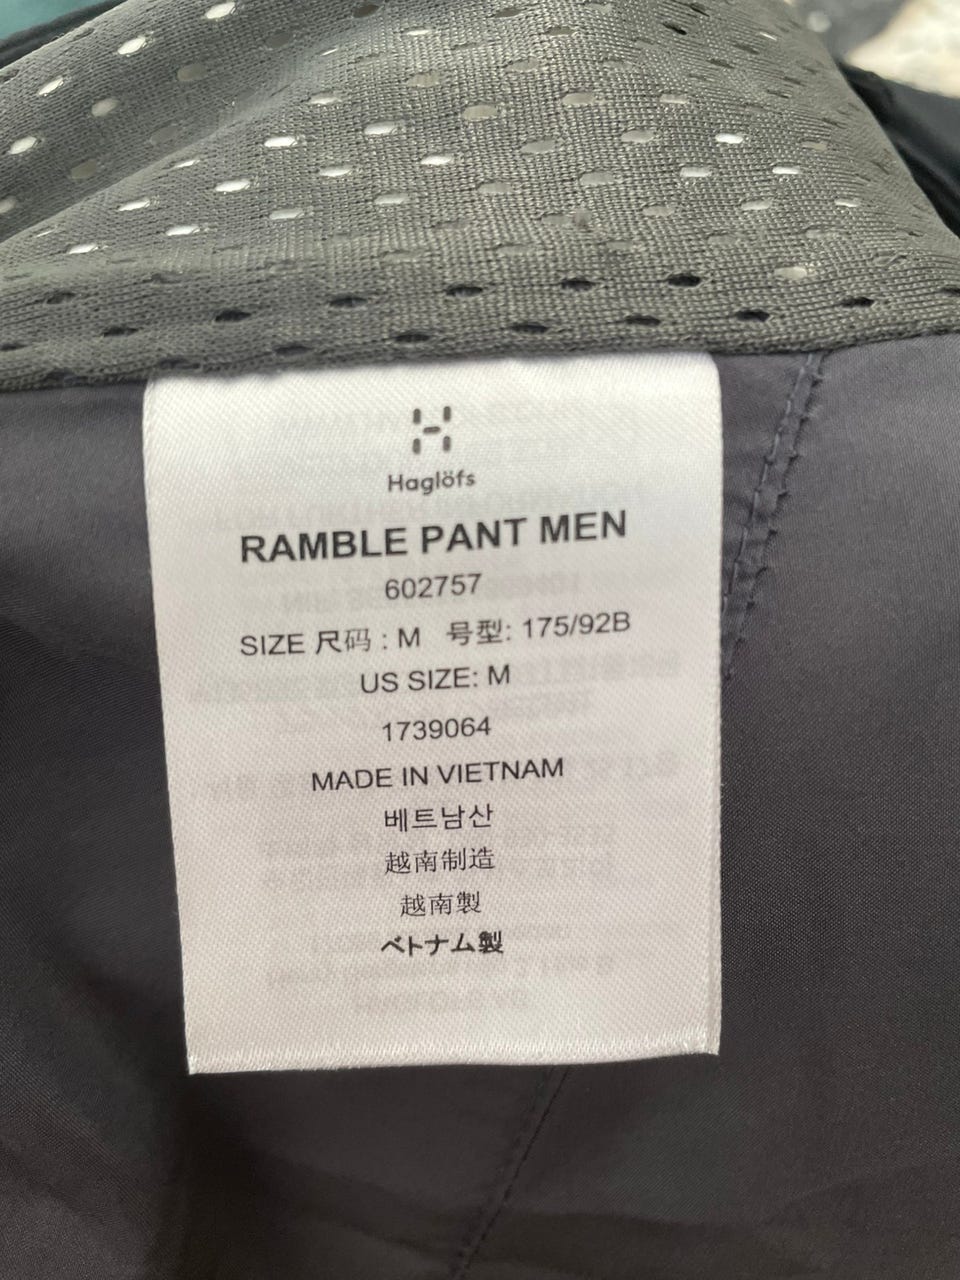 Haglöfs
RAMBLE PANT MEN
602757
SIZE 尺码 : M 号型: 175/92B
US SIZE: M
1739064
MADE IN VIETNAM
베트남산
越南制造
越南製
ベトナム製